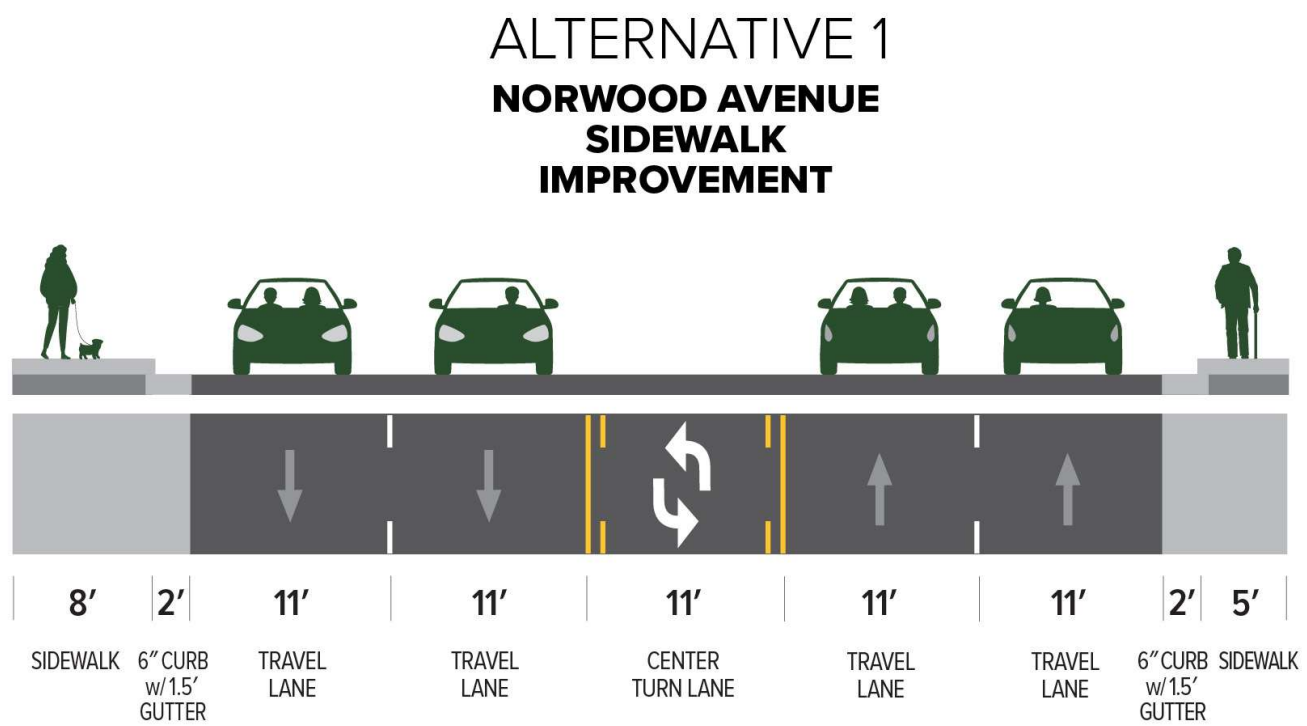 ALTERNATIVE 1
NORWOOD AVENUE
SIDEWALK
IMPROVEMENT
8′ 2′ 11′ 11′ 11′ 11′ 11′ 2′ 5′
SIDEWALK 6″ CURB TRAVEL TRAVEL CENTER TRAVEL TRAVEL 6″ CURB SIDEWALK
w/ 1.5′ LANE LANE TURN LANE LANE LANE w/ 1.5′
GUTTER GUTTER